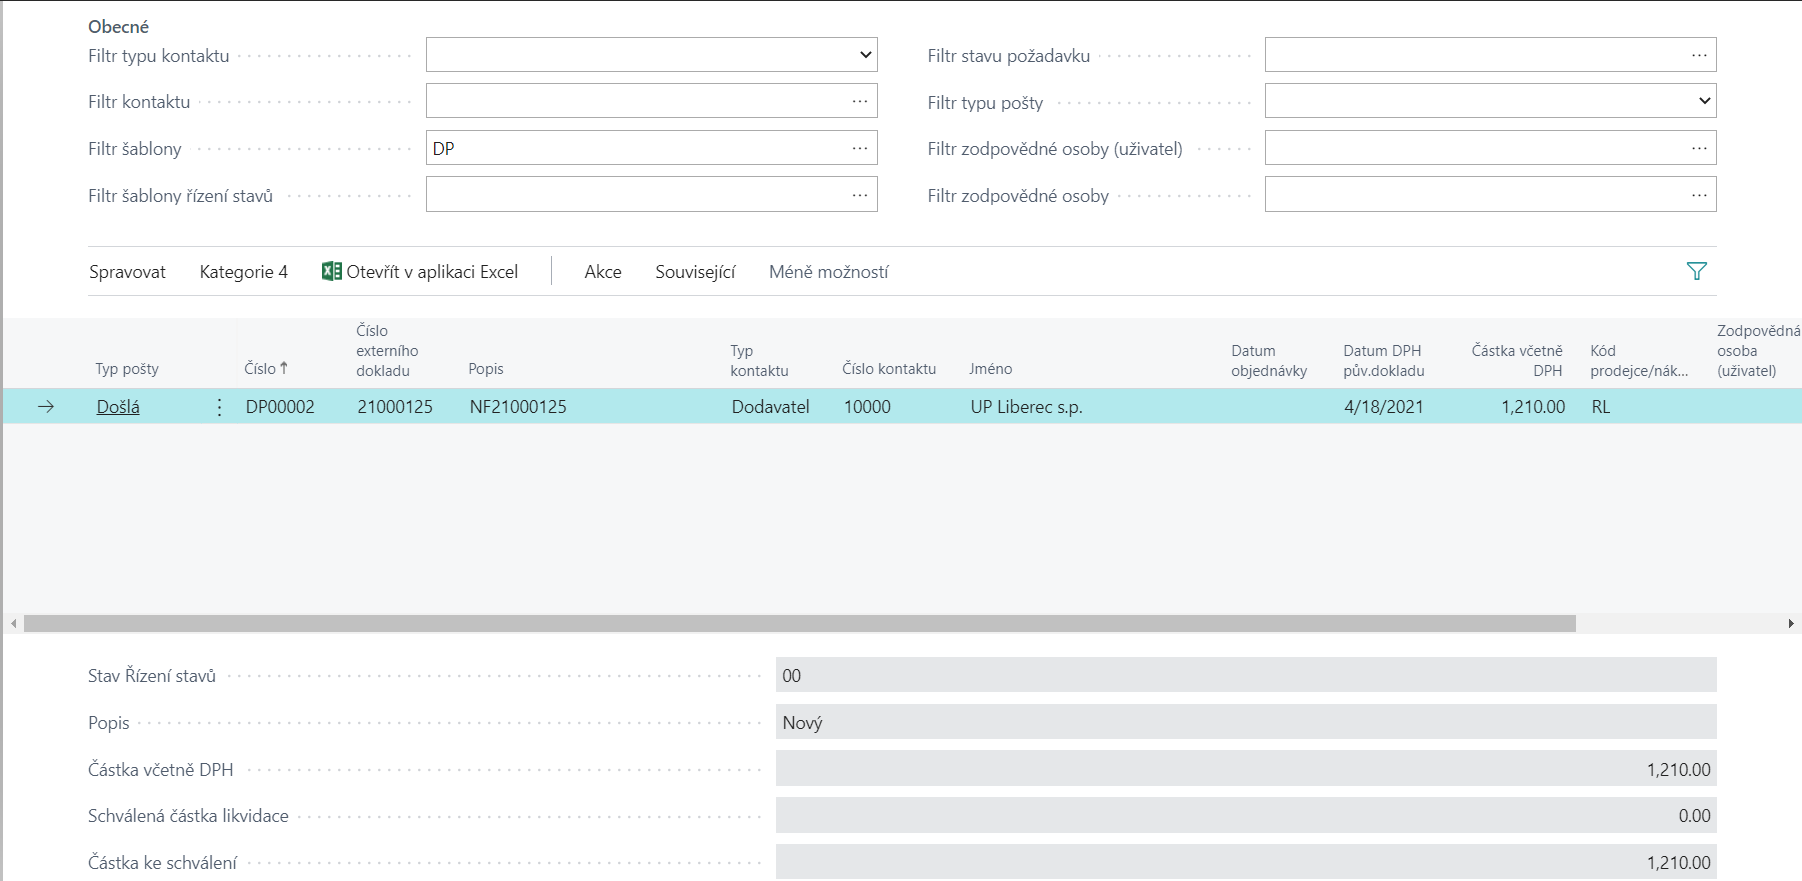 Obecné
Filtr typu kontaktu
Filtr stavu požadavku
Filtr kontaktu
Filtr typu pošty
Filtr šablony DP
Filtr zodpovědné osoby (uživatel)
Filtr šablony řízení stavů
Filtr zodpovědné osoby
Spravovat Kategorie 4 Otevřít v aplikaci Excel Akce Související Méně možností
Typ pošty
Číslo ↑
Číslo
externího
dokladu
Popis
Typ
kontaktu
Číslo kontaktu
Jméno
Datum
objednávky
Datum DPH
pův.dokladu
Částka včetně
DPH
Kód
prodejce/nák...
Zodpovědná
osoba
(uživatel)
Došlá DP00002 21000125 NF21000125 Dodavatel 10000 UP Liberec s.p. 4/18/2021 1,210.00 RL
Stav Řízení stavů 00
Popis Nový
Částka včetně DPH 1,210.00
Schválená částka likvidace 0.00
Částka ke schválení 1,210.00